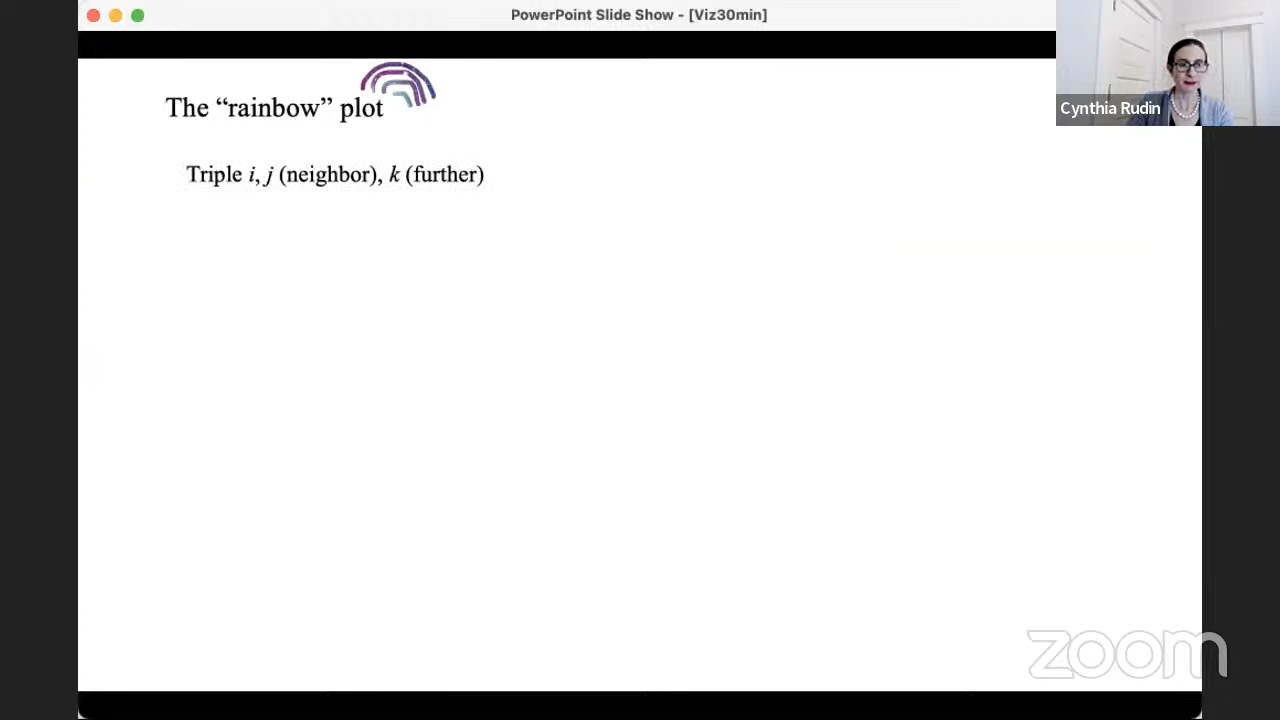 PowerPoint Slide Show - [Viz30min]
Cynthia Rudin
The “rainbow” plot
Triple i, j (neighbor), k (further)
zoom